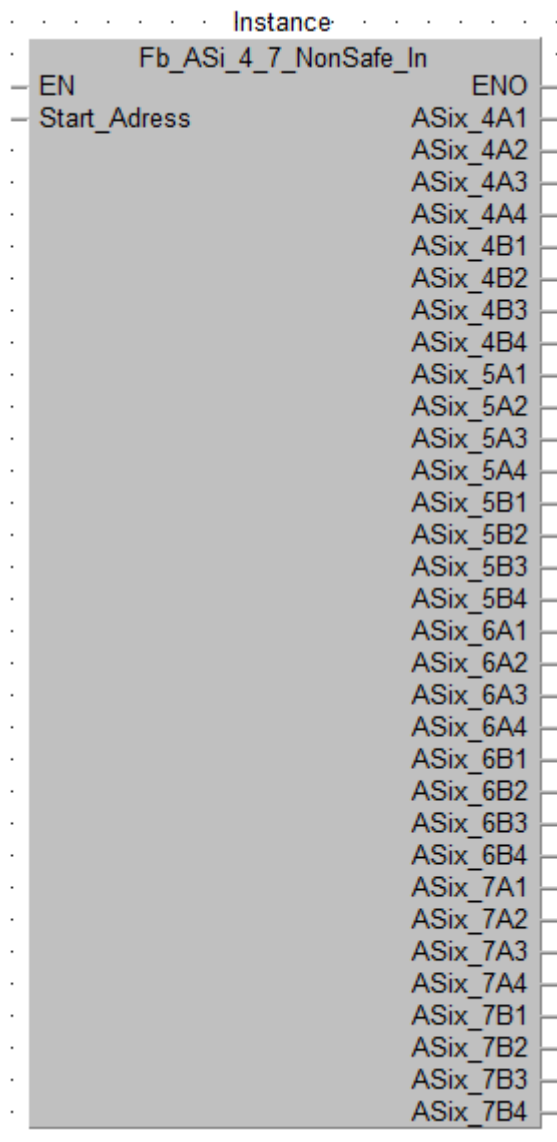 Instance
Fb_ASi_4_7_NonSafe_In
EN ENO
Start_Adress ASix_4A1
ASix_4A2
ASix_4A3
ASix_4A4
ASix_4B1
ASix_4B2
ASix_4B3
ASix_4B4
ASix_5A1
ASix_5A2
ASix_5A3
ASix_5A4
ASix_5B1
ASix_5B2
ASix_5B3
ASix_5B4
ASix_6A1
ASix_6A2
ASix_6A3
ASix_6A4
ASix_6B1
ASix_6B2
ASix_6B3
ASix_6B4
ASix_7A1
ASix_7A2
ASix_7A3
ASix_7A4
ASix_7B1
ASix_7B2
ASix_7B3
ASix_7B4